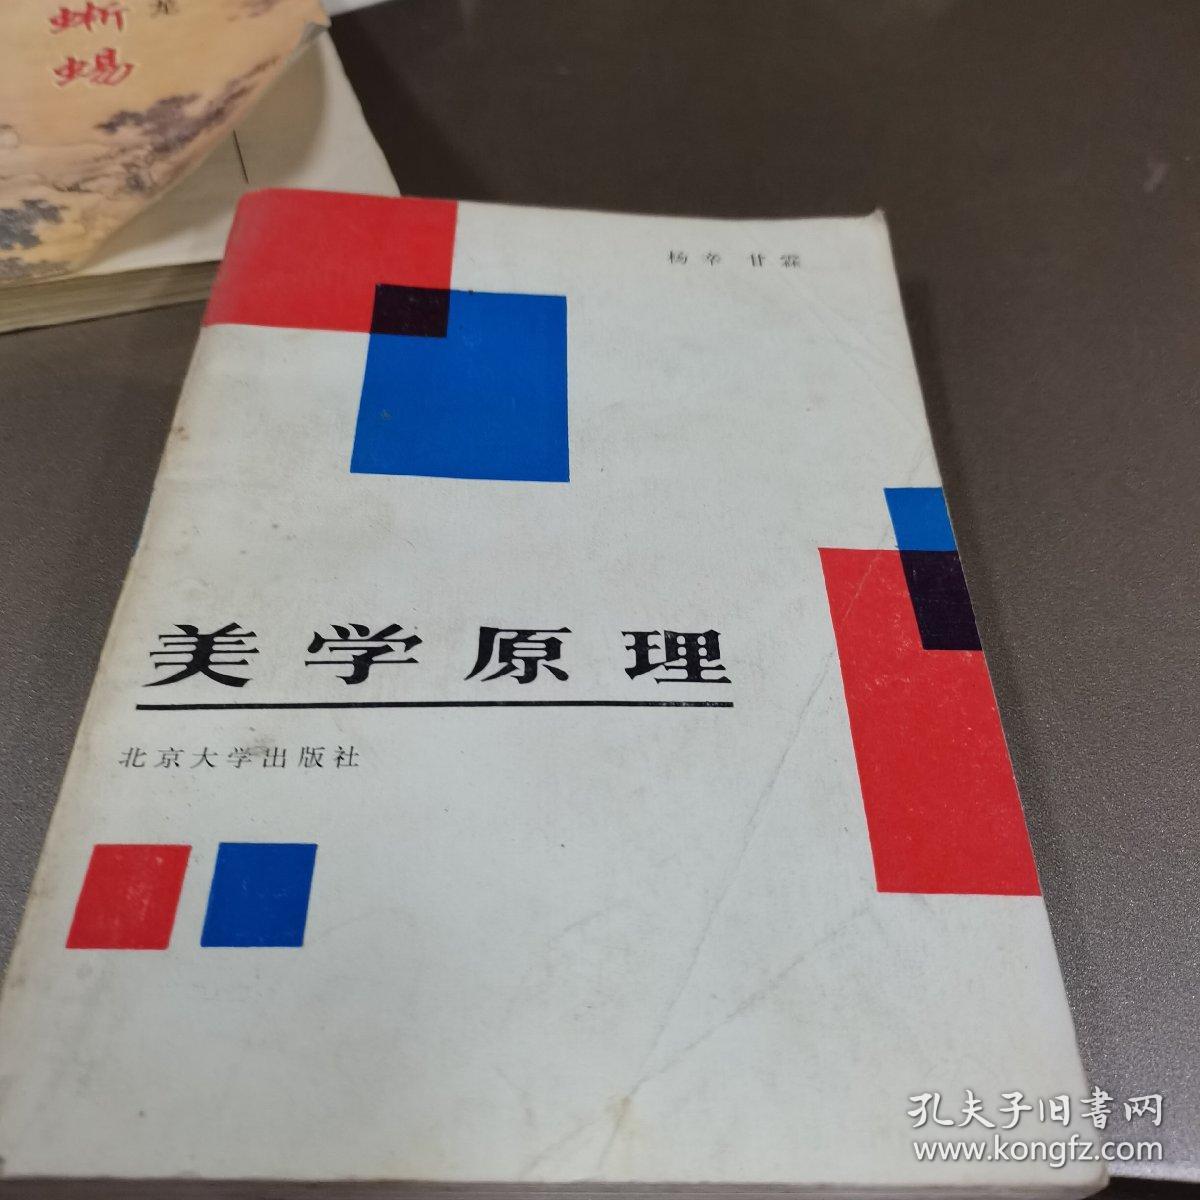 蜥
蜴
杨辛 甘霖
美学原理
北京大学出版社
孔夫子旧书网
www.kongfz.com